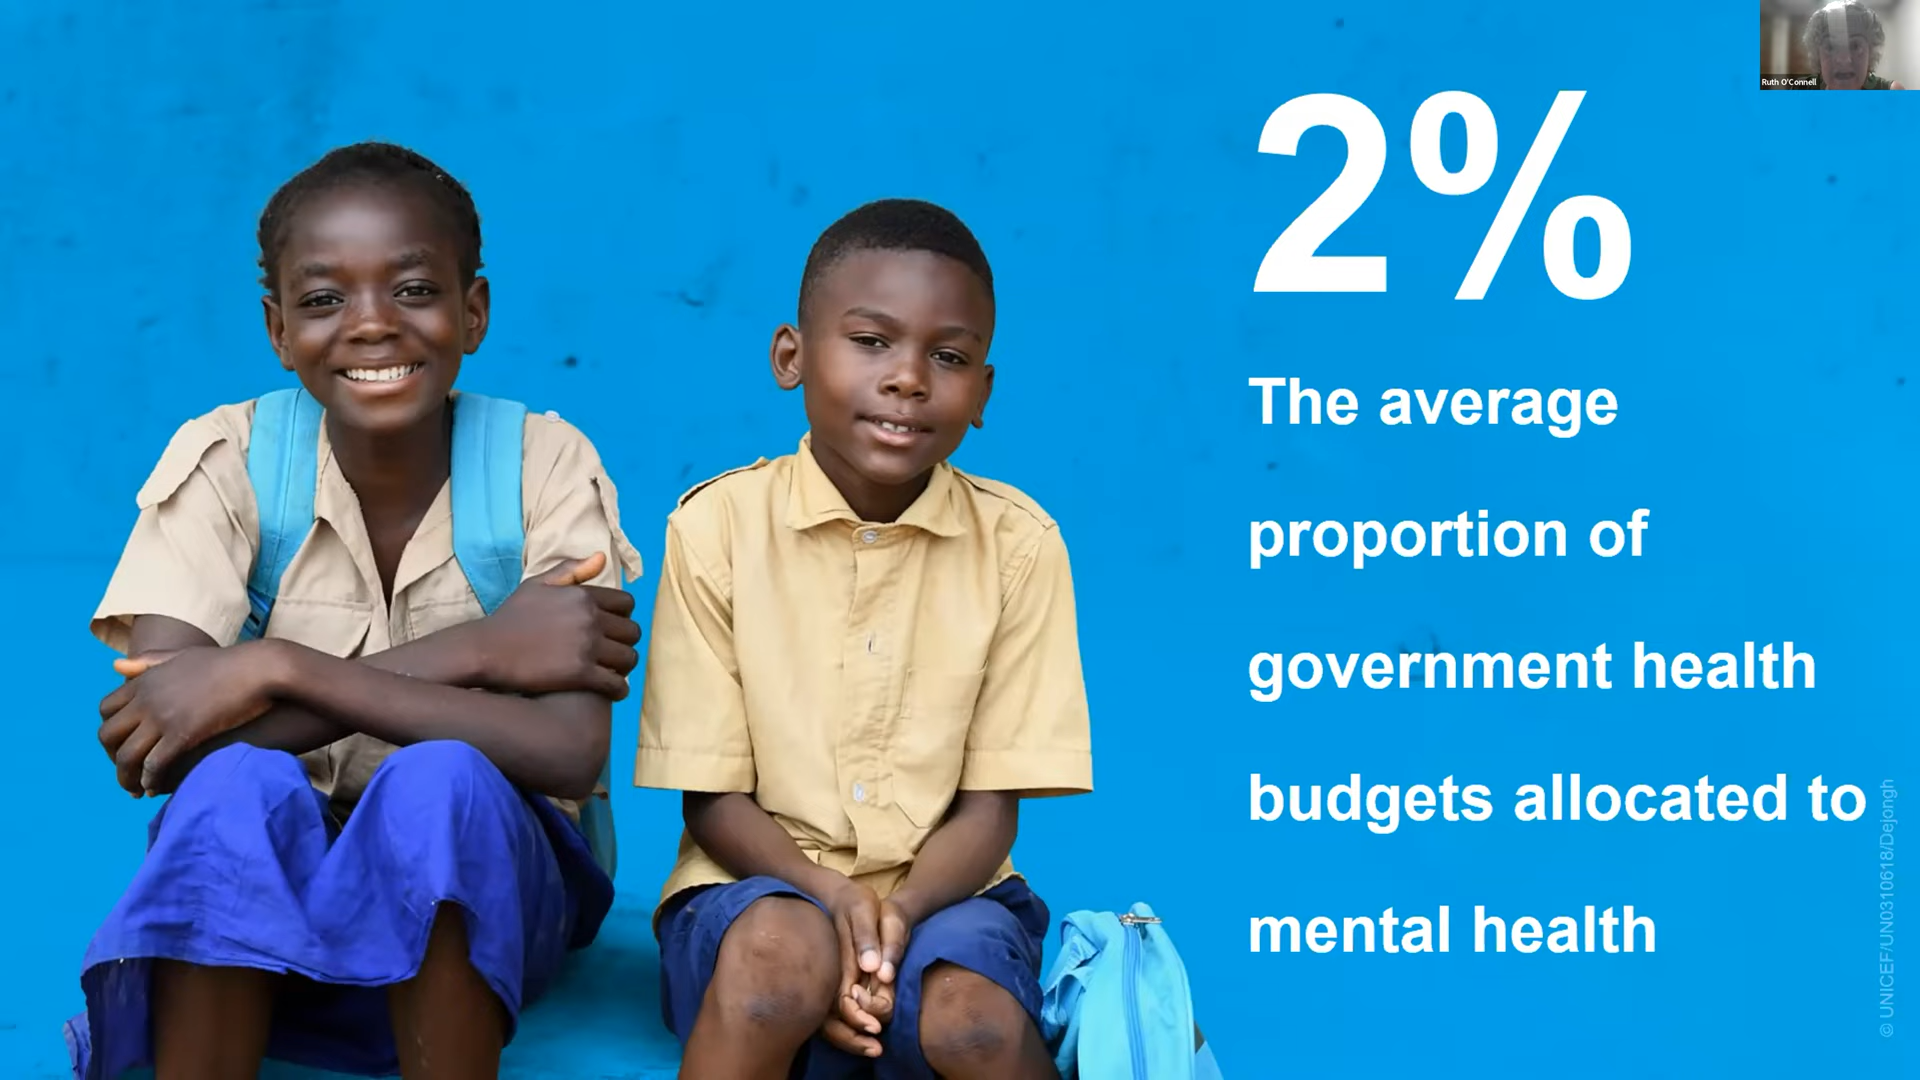 Ruth O'Connell
2%
The average
proportion of
government health
budgets allocated to
mental health
© UNICEF/UN0310618/Dejongh